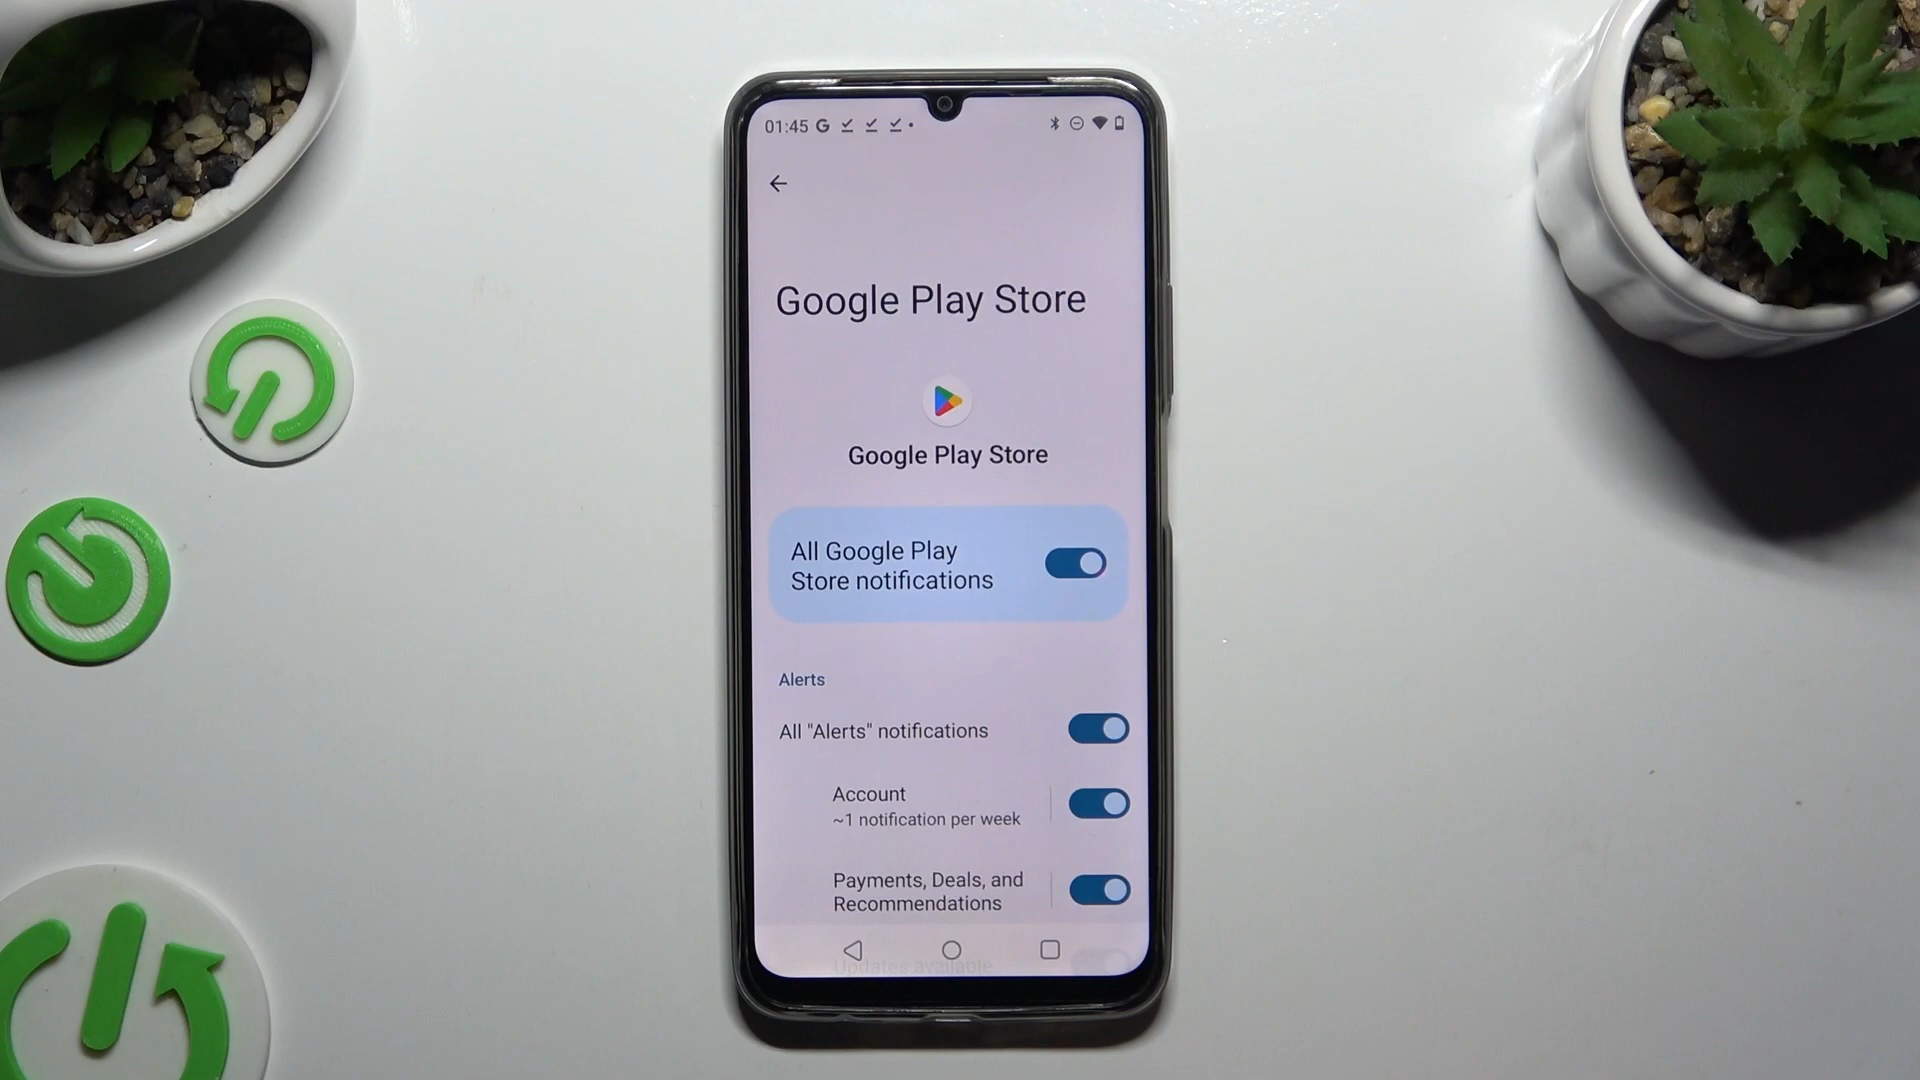 01:45
Google Play Store
Google Play Store
All Google Play
Store notifications
Alerts
All "Alerts" notifications
Account
~1 notification per week
Payments, Deals, and
Recommendations
Updates available